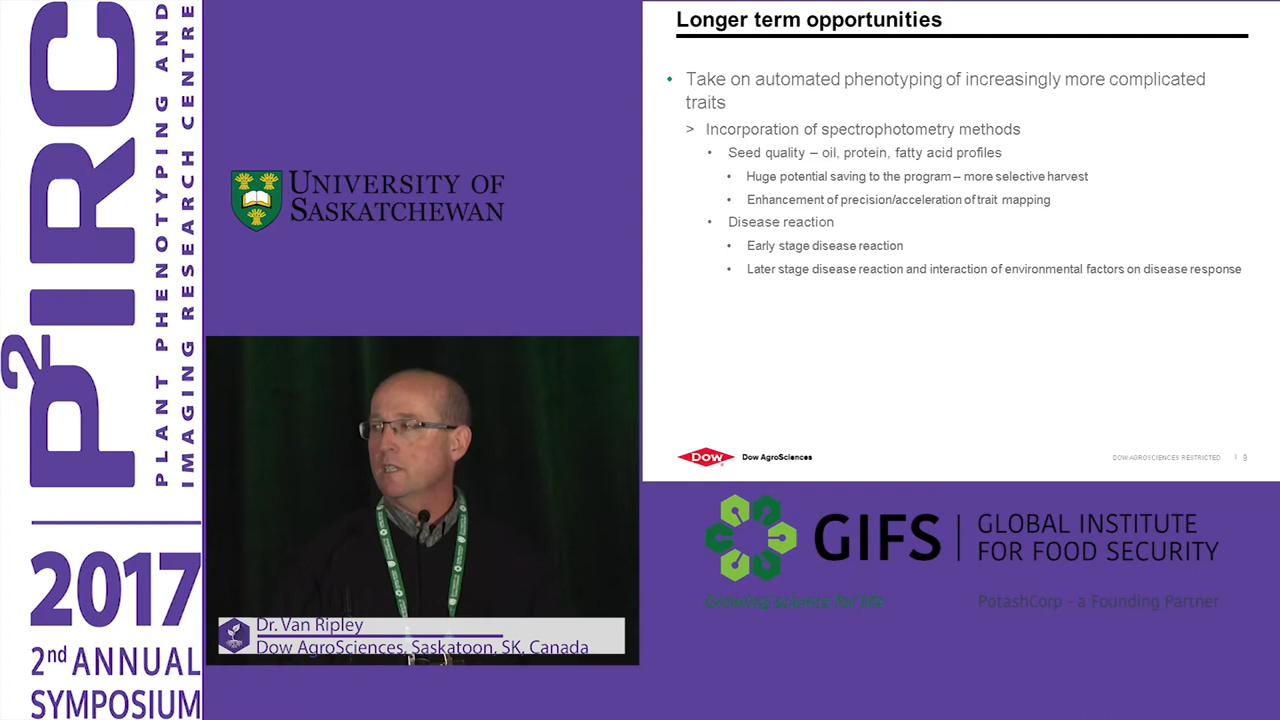 P2IRC
PLANT PHENOTYPING AND
IMAGING RESEARCH CENTRE
2017
2nd ANNUAL
SYMPOSIUM
UNIVERSITY OF
SASKATCHEWAN
Dr. Van Ripley
Dow AgroSciences, Saskatoon, SK, Canada
Longer term opportunities
• Take on automated phenotyping of increasingly more complicated
traits
> Incorporation of spectrophotometry methods
• Seed quality – oil, protein, fatty acid profiles
• Huge potential saving to the program – more selective harvest
• Enhancement of precision/acceleration of trait mapping
• Disease reaction
• Early stage disease reaction
• Later stage disease reaction and interaction of environmental factors on disease response
DOW Dow AgroSciences
DOW AGROSCIENCES RESTRICTED | 9
GIFS | GLOBAL INSTITUTE
FOR FOOD SECURITY
Growing science for life
PotashCorp - a Founding Partner